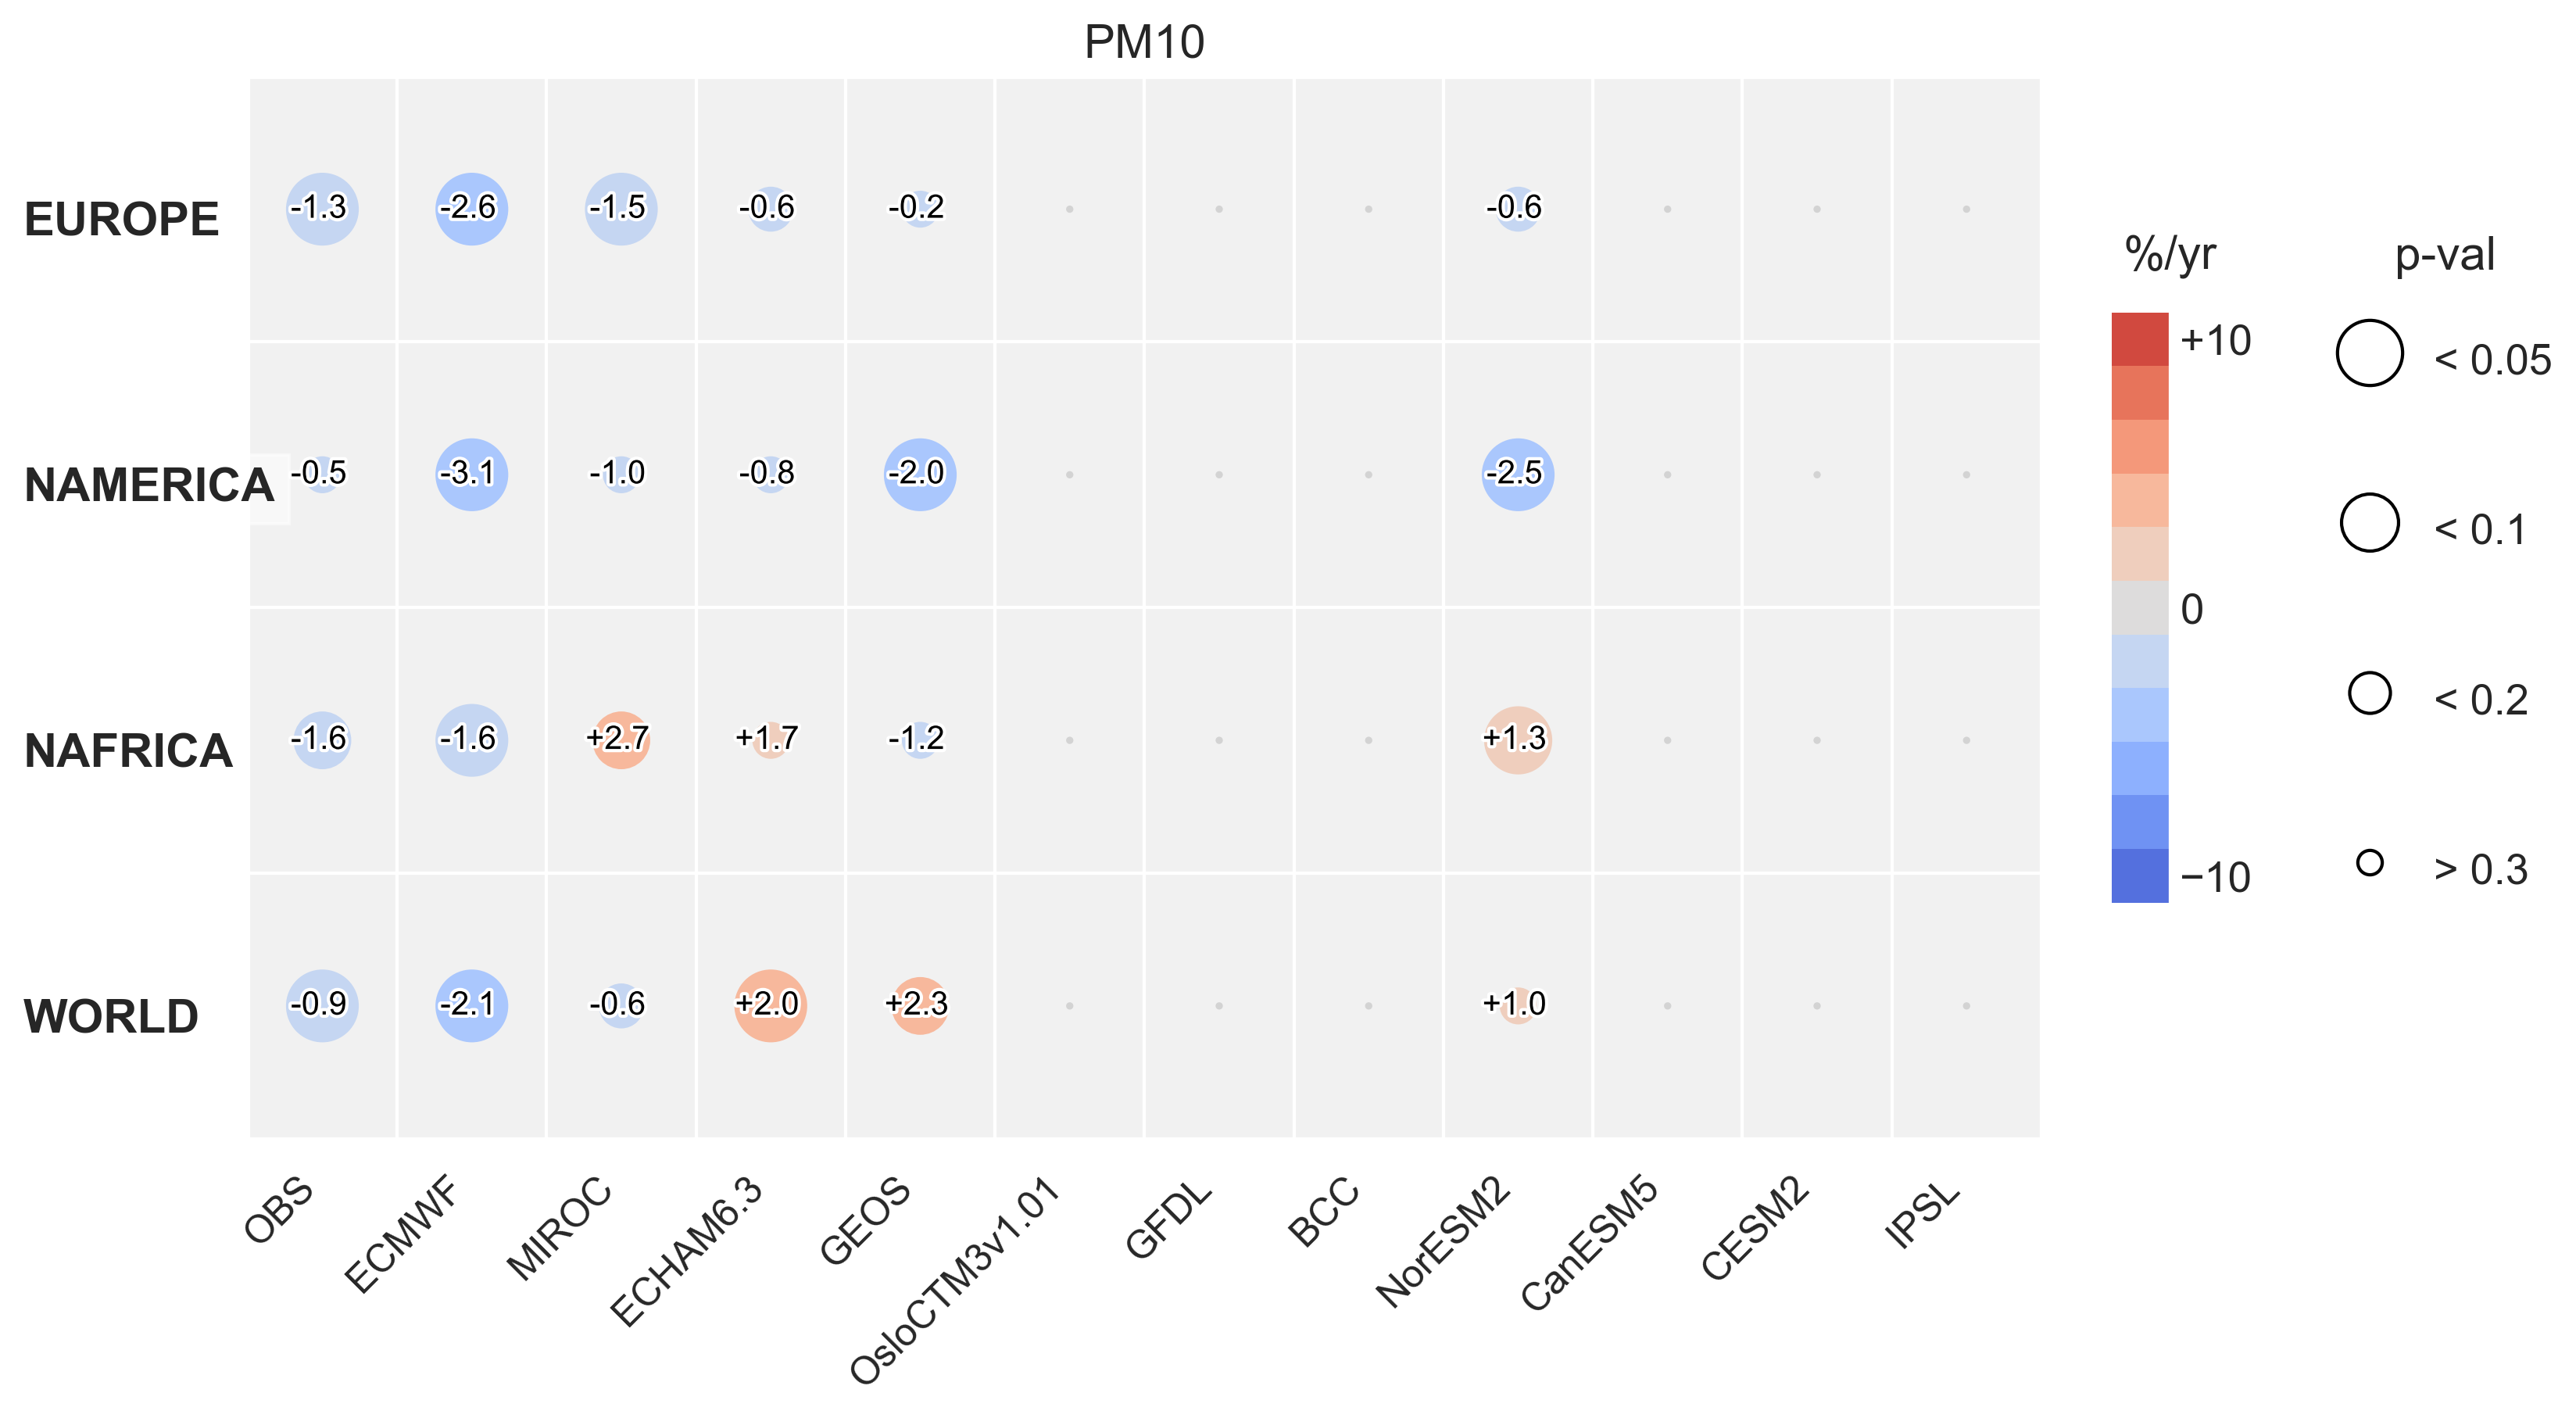 PM10
EUROPE -1.3 -2.6 -1.5 -0.6 -0.2 -0.6
NAMERICA -0.5 -3.1 -1.0 -0.8 -2.0 -2.5
NAFRICA -1.6 -1.6 +2.7 +1.7 -1.2 +1.3
WORLD -0.9 -2.1 -0.6 +2.0 +2.3 +1.0
OBS ECMWF MIROC ECHAM6.3 GEOS OsloCTM3v1.01 GFDL BCC NorESM2 CanESM5 CESM2 IPSL
%/yr
+10
0
−10
p-val
< 0.05
< 0.1
< 0.2
> 0.3